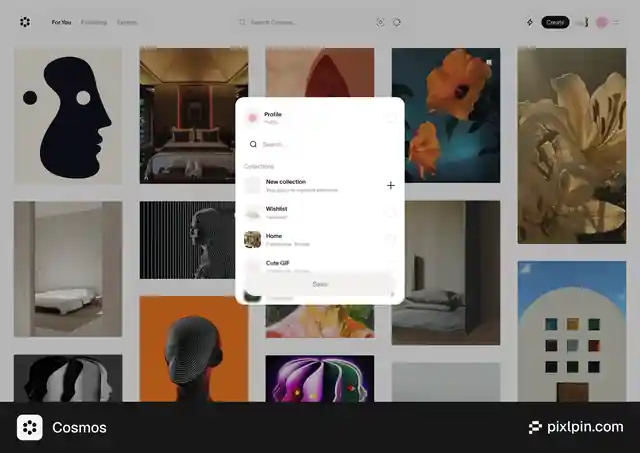 For You Following Explore
Search Cosmos...
Create
Profile
Search...
Collections
New collection
Wishlist
Home
Cute GIF
Save
Cosmos
pixlpin.com